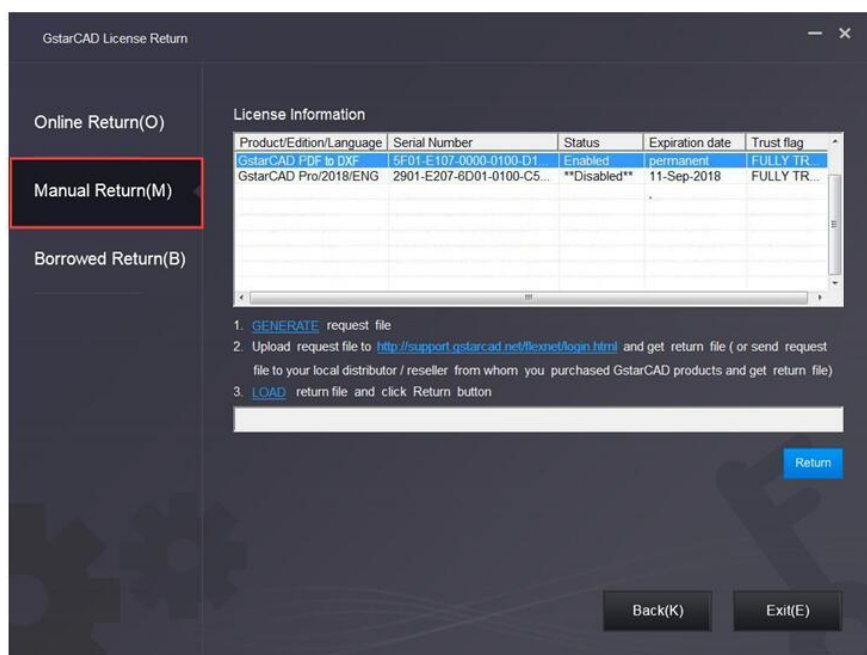 GstarCAD License Return
Online Return(O)
Manual Return(M)
Borrowed Return(B)
License Information
Product/Edition/Language Serial Number Status Expiration date Trust flag
GstarCAD PDF to DXF 5F01-E107-0000-0100-D1... Enabled permanent FULLY TR...
GstarCAD Pro/2018/ENG 2901-E207-6D01-0100-C5... **Disabled** 11-Sep-2018 FULLY TR...
1. GENERATE request file
2. Upload request file to http://support.gstarcad.net/flexnet/login.html and get return file ( or send request
file to your local distributor / reseller from whom you purchased GstarCAD products and get return file)
3. LOAD return file and click Return button
Return
Back(K) Exit(E)